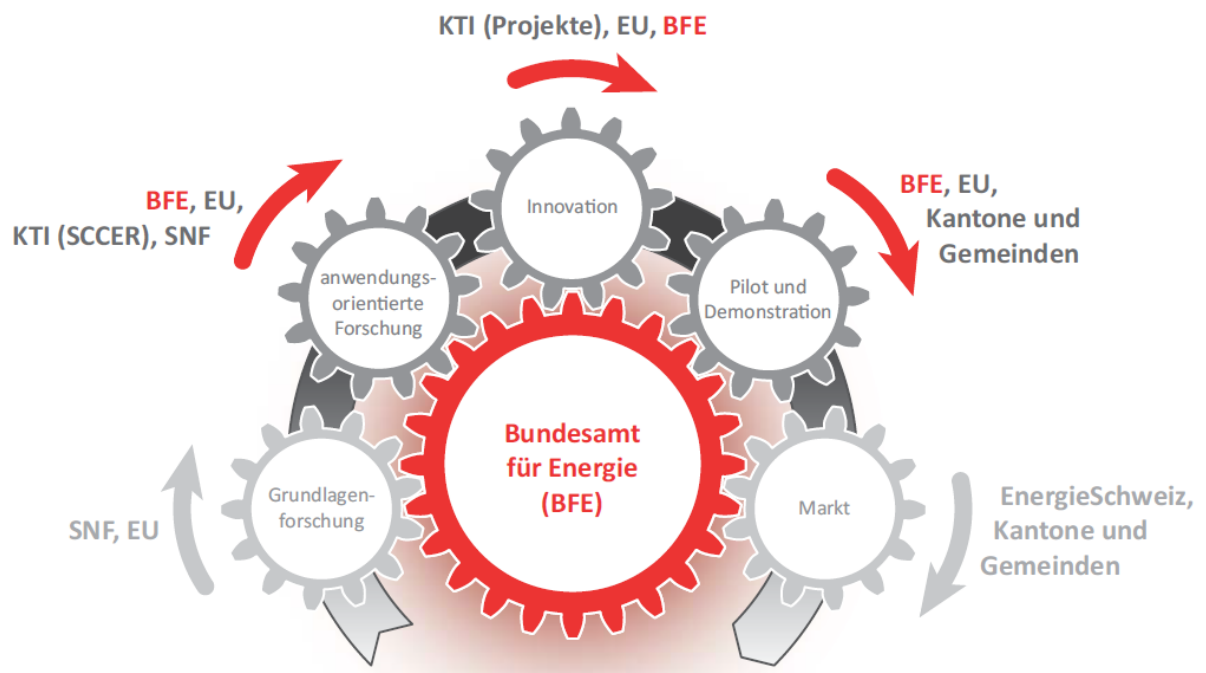 KTI (Projekte), EU, BFE
BFE, EU,
KTI (SCCER), SNF
BFE, EU,
Kantone und
Gemeinden
Innovation
anwendungs-
orientierte
Forschung
Pilot und
Demonstration
Bundesamt
für Energie
(BFE)
Grundlagen-
forschung
Markt
SNF, EU
EnergieSchweiz,
Kantone und
Gemeinden